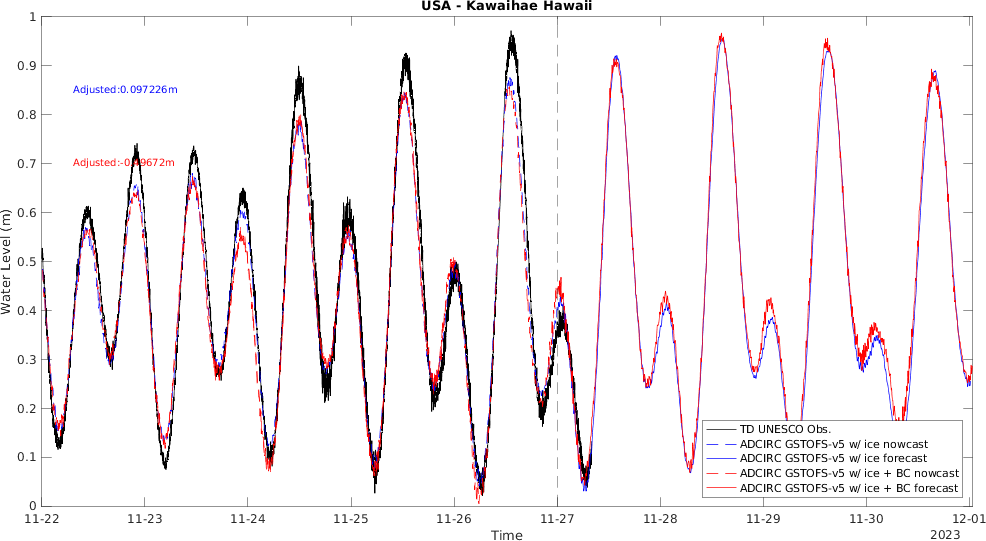 USA - Kawaihae Hawaii
1
0.9
0.8
0.7
0.6
0.5
0.4
0.3
0.2
0.1
0
Water Level (m)
Adjusted:0.097226m
TD UNESCO Obs.
ADCIRC GSTOFS-v5 w/ ice nowcast
ADCIRC GSTOFS-v5 w/ ice forecast
ADCIRC GSTOFS-v5 w/ ice + BC nowcast
ADCIRC GSTOFS-v5 w/ ice + BC forecast
11-22 11-23 11-24 11-25 11-26 11-27 11-28 11-29 11-30 12-01
Time
2023